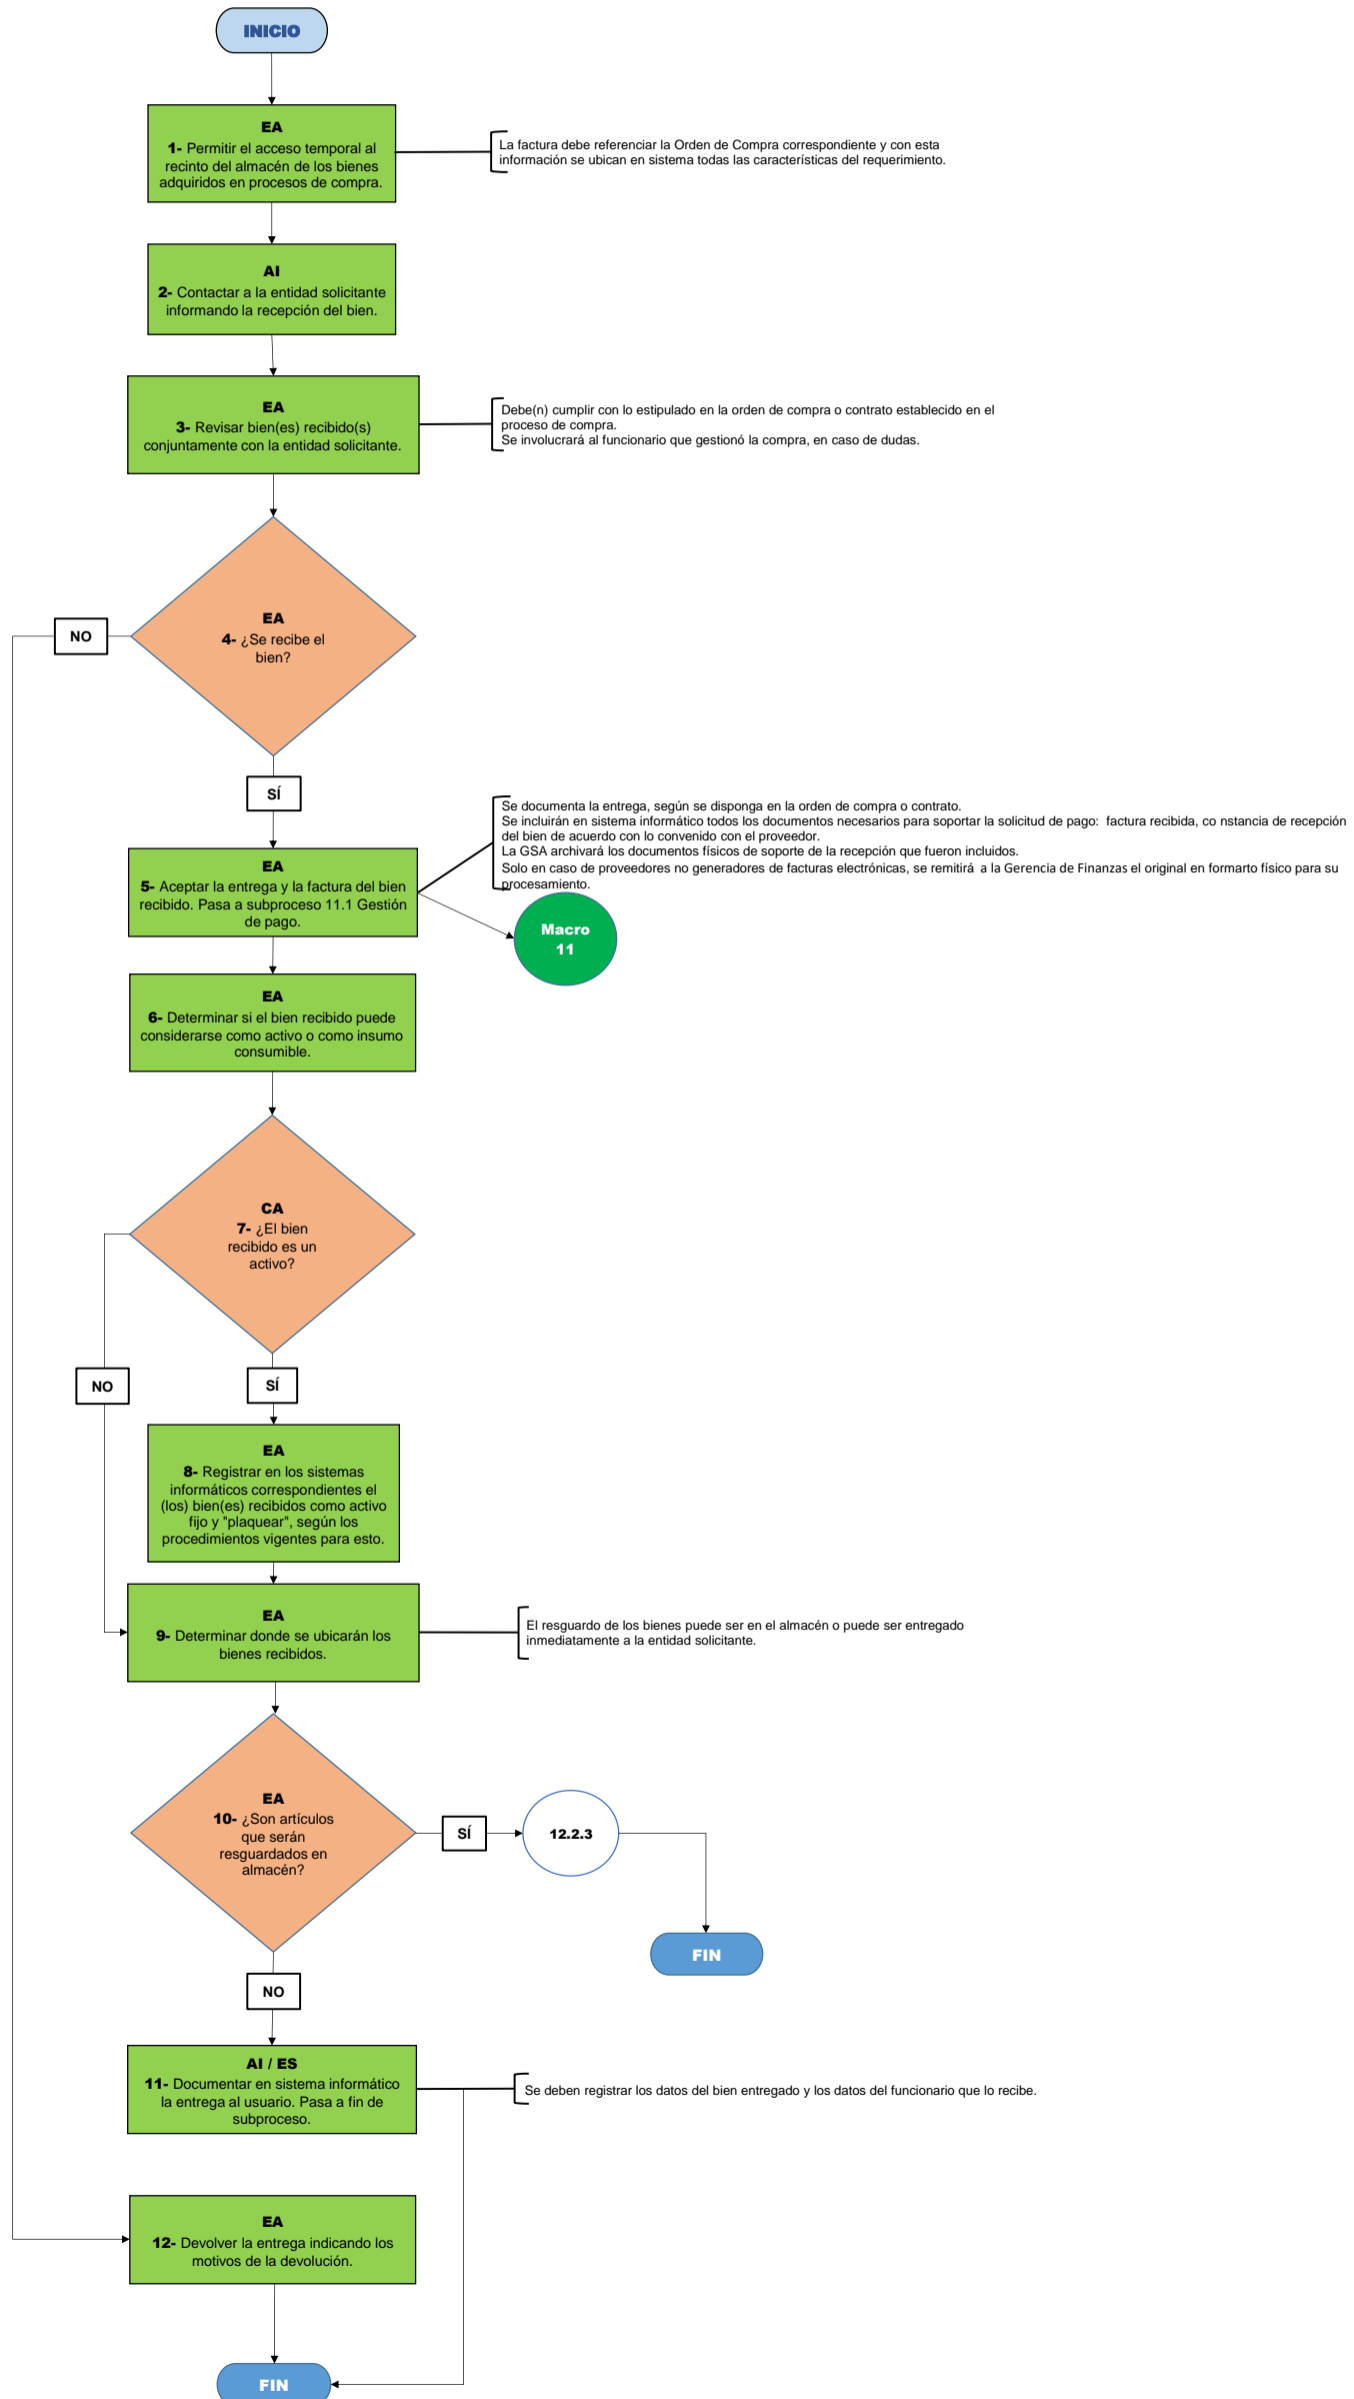 INICIO
EA
1- Permitir el acceso temporal al
recinto del almacén de los bienes
adquiridos en procesos de compra.
La factura debe referenciar la Orden de Compra correspondiente y con esta
información se ubican en sistema todas las características del requerimiento.
AI
2- Contactar a la entidad solicitante
informando la recepción del bien.
EA
3- Revisar bien(es) recibido(s)
conjuntamente con la entidad solicitante.
Debe(n) cumplir con lo estipulado en la orden de compra o contrato establecido en el
proceso de compra.
Se involucrará al funcionario que gestionó la compra, en caso de dudas.
EA
4- ¿Se recibe el
bien?
NO
SÍ
EA
5- Aceptar la entrega y la factura del bien
recibido. Pasa a subproceso 11.1 Gestión
de pago.
Se documenta la entrega, según se disponga en la orden de compra o contrato.
Se incluirán en sistema informático todos los documentos necesarios para soportar la solicitud de pago: factura recibida, co nstancia de recepción
del bien de acuerdo con lo convenido con el proveedor.
La GSA archivará los documentos físicos de soporte de la recepción que fueron incluidos.
Solo en caso de proveedores no generadores de facturas electrónicas, se remitirá a la Gerencia de Finanzas el original en formarto físico para su
procesamiento.
Macro
11
EA
6- Determinar si el bien recibido puede
considerarse como activo o como insumo
consumible.
CA
7- ¿El bien
recibido es un
activo?
NO
SÍ
EA
8- Registrar en los sistemas
informáticos correspondientes el
(los) bien(es) recibidos como activo
fijo y "plaquear", según los
procedimientos vigentes para esto.
EA
9- Determinar donde se ubicarán los
bienes recibidos.
El resguardo de los bienes puede ser en el almacén o puede ser entregado
inmediatamente a la entidad solicitante.
EA
10- ¿Son artículos
que serán
resguardados en
almacén?
SÍ
12.2.3
FIN
NO
AI / ES
11- Documentar en sistema informático
la entrega al usuario. Pasa a fin de
subproceso.
Se deben registrar los datos del bien entregado y los datos del funcionario que lo recibe.
EA
12- Devolver la entrega indicando los
motivos de la devolución.
FIN